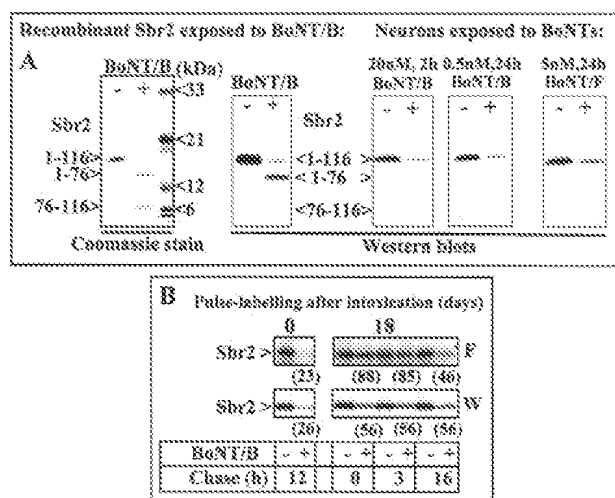 Recombinant Sbr2 exposed to BoNT/B: Neurons exposed to BoNTs:
A
BoNT/B (kDa)
- +
<33
Sbr2
<21
1-116>
1-76>
<12
76-116>
<6
Coomassie stain
BoNT/B
- +
Sbr2
<1-116>
<1-76>
<76-116>
20nM, 2h 0.5nM,24h 5nM,24h
BoNT/B BoNT/B BoNT/F
- + - + - +
Western blots
B Pulse-labelling after intoxication (days)
0 18
Sbr2 > F
(23) (88) (85) (46)
Sbr2 > W
(26) (56) (56) (56)
BoNT/B - + - + - + - +
Chase (h) 12 0 3 16